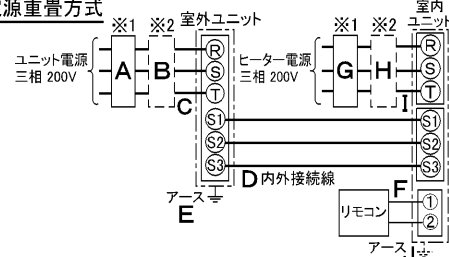 源重畳方式
※1
※2
室外ユニット
ユニット電源
三相 200V
A
B
C
R
S
T
S1
S2
S3
D 内外接続線
アース
E
※1
※2
室内
ユニット
ヒーター電源
三相 200V
G
H
I
R
S
T
S1
S2
S3
F
リモコン
①
②
アース